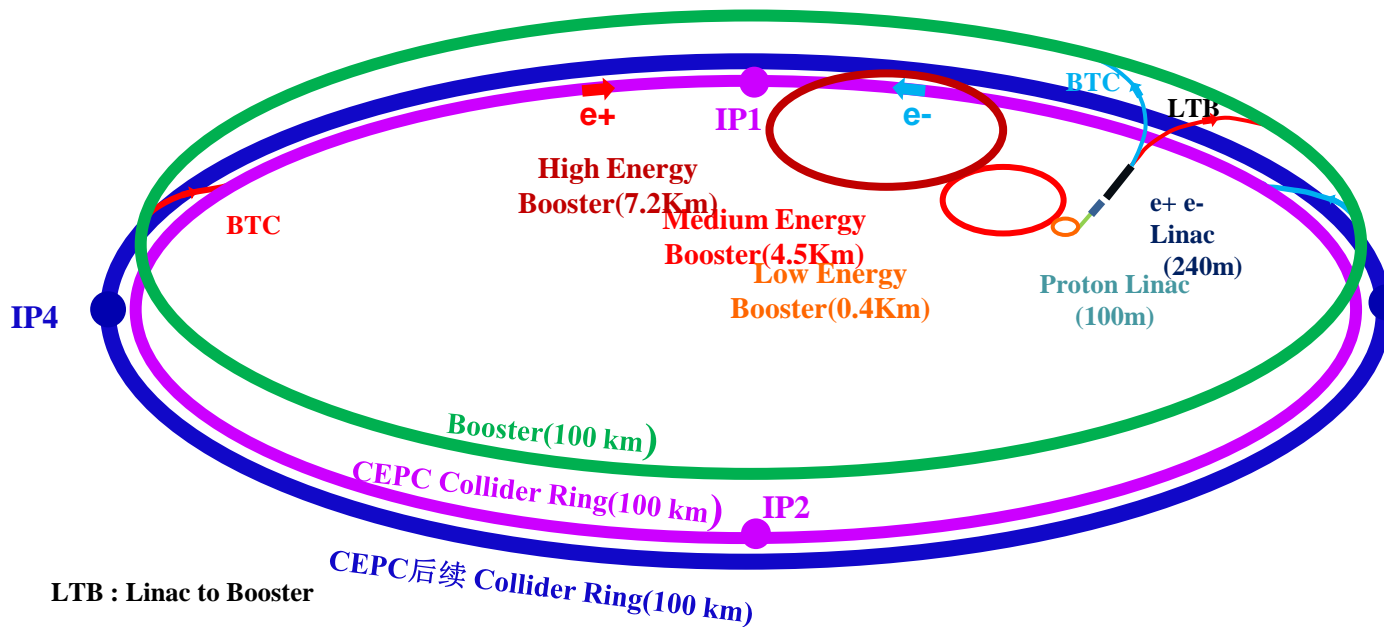 BTC
LTB
e+
IP1
e-
High Energy
Booster(7.2Km)
Medium Energy
Booster(4.5Km)
Low Energy
Booster(0.4Km)
e+ e-
Linac
(240m)
Proton Linac
(100m)
BTC
IP4
Booster(100 km)
CEPC Collider Ring(100 km)
IP2
CEPC后续 Collider Ring(100 km)
LTB : Linac to Booster